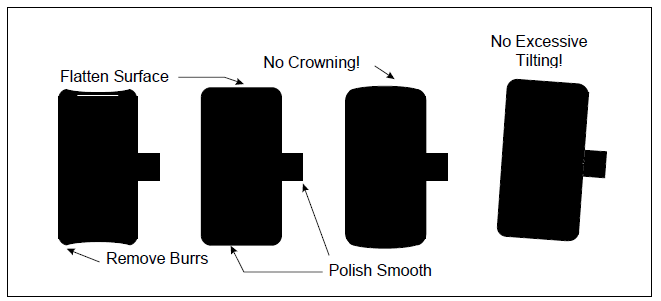 No Excessive
Tilting!
No Crowning!
Flatten Surface
Remove Burrs
Polish Smooth